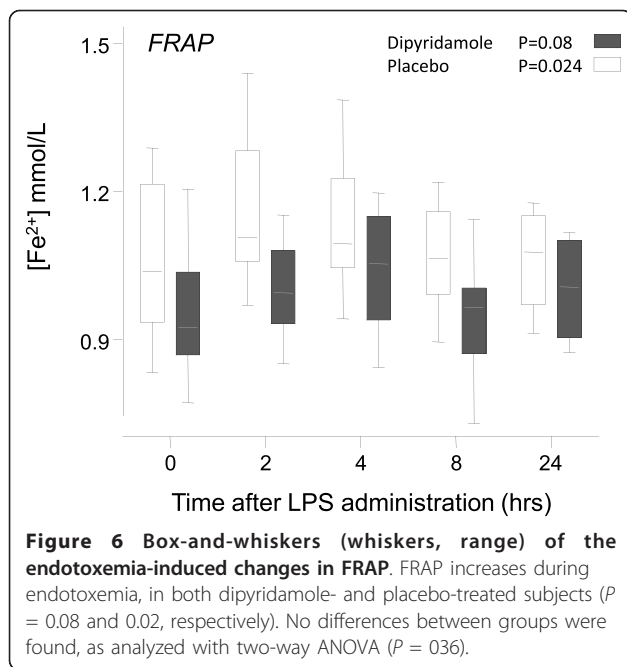 FRAP
Dipyridamole P=0.08
Placebo P=0.024
1.5
1.2
0.9
[Fe2+] mmol/L
0 2 4 8 24
Time after LPS administration (hrs)
Figure 6 Box-and-whiskers (whiskers, range) of the
endotoxemia-induced changes in FRAP. FRAP increases during
endotoxemia, in both dipyridamole- and placebo-treated subjects (P
= 0.08 and 0.02, respectively). No differences between groups were
found, as analyzed with two-way ANOVA (P = 036).